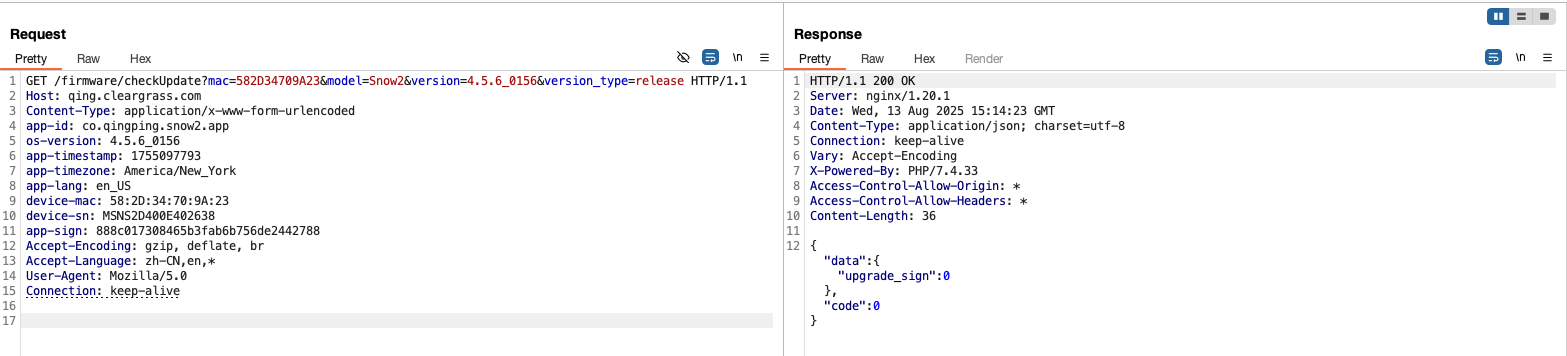 Request
Pretty Raw Hex \n
1 GET /firmware/checkUpdate?mac=582D34709A23&model=Snow2&version=4.5.6_0156&version_type=release HTTP/1.1
2 Host: qing.cleargrass.com
3 Content-Type: application/x-www-form-urlencoded
4 app-id: co.qingping.snow2.app
5 os-version: 4.5.6_0156
6 app-timestamp: 1755097793
7 app-timezone: America/New_York
8 app-lang: en_US
9 device-mac: 58:2D:34:70:9A:23
10 device-sn: MSNS2D400E402638
11 app-sign: 888c017308465b3fab6b756de2442788
12 Accept-Encoding: gzip, deflate, br
13 Accept-Language: zh-CN,en,*
14 User-Agent: Mozilla/5.0
15 Connection: keep-alive
16
17
Response
Pretty Raw Hex Render \n
1 HTTP/1.1 200 OK
2 Server: nginx/1.20.1
3 Date: Wed, 13 Aug 2025 15:14:23 GMT
4 Content-Type: application/json; charset=utf-8
5 Connection: keep-alive
6 Vary: Accept-Encoding
7 X-Powered-By: PHP/7.4.33
8 Access-Control-Allow-Origin: *
9 Access-Control-Allow-Headers: *
10 Content-Length: 36
11
12 {
"data":{
"upgrade_sign":0
},
"code":0
}